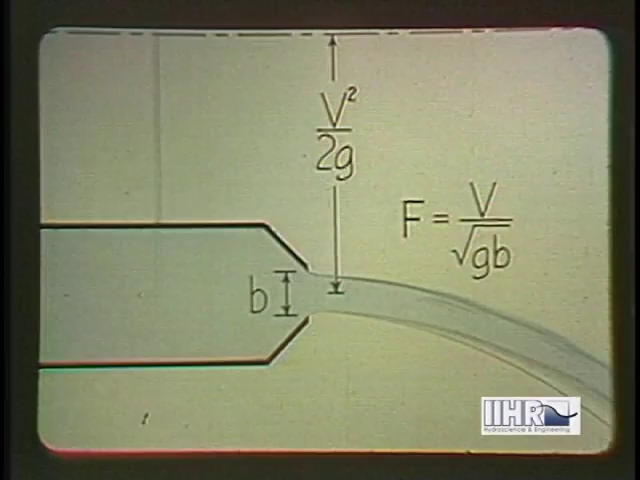 V²
2g
F = V
√gb
b
IIHR
Hydroscience & Engineering